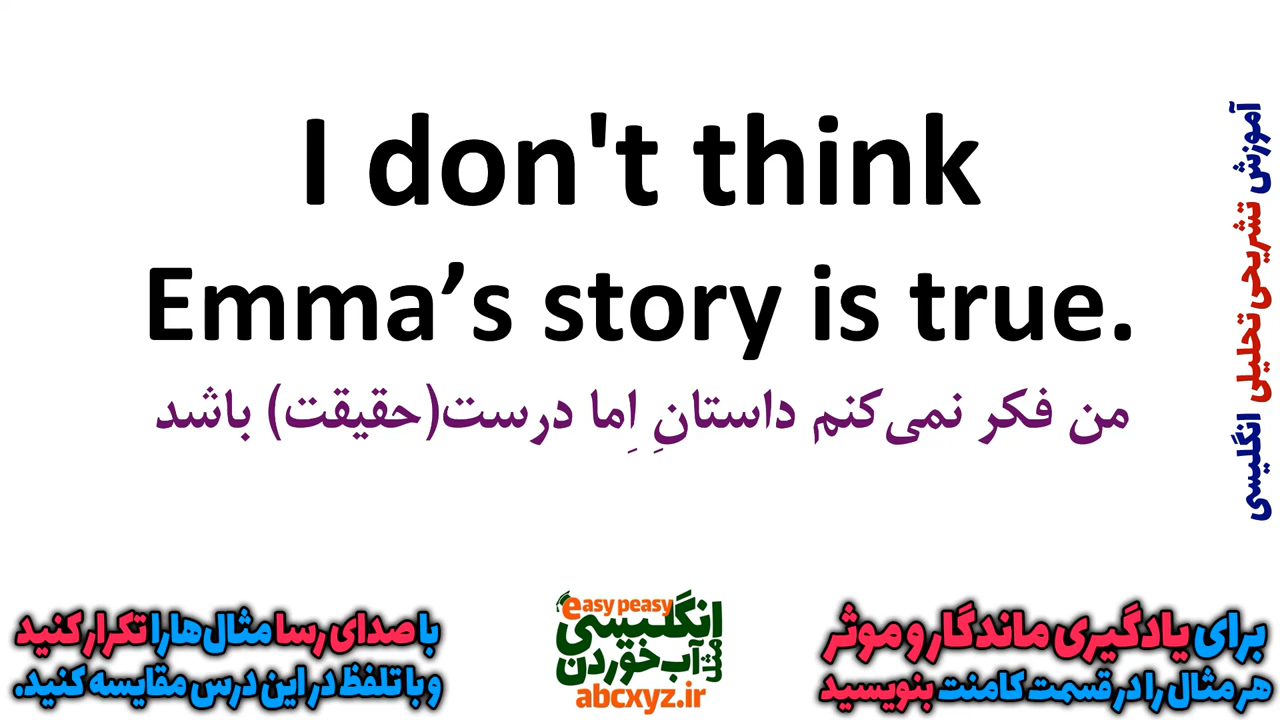 I don't think
Emma’s story is true.
من فکر نمی‌کنم داستانِ اِما درست(حقیقت) باشد
آموزش تشریحی تحلیلی انگلیسی
با صدای رسا مثال‌ها را تکرار کنید
و با تلفظ در این درس مقایسه کنید.
easy peasy
انگلیسی
مثل آب خوردن
abcxyz.ir
برای یادگیری ماندگار و موثر
هر مثال را در قسمت کامنت بنویسید